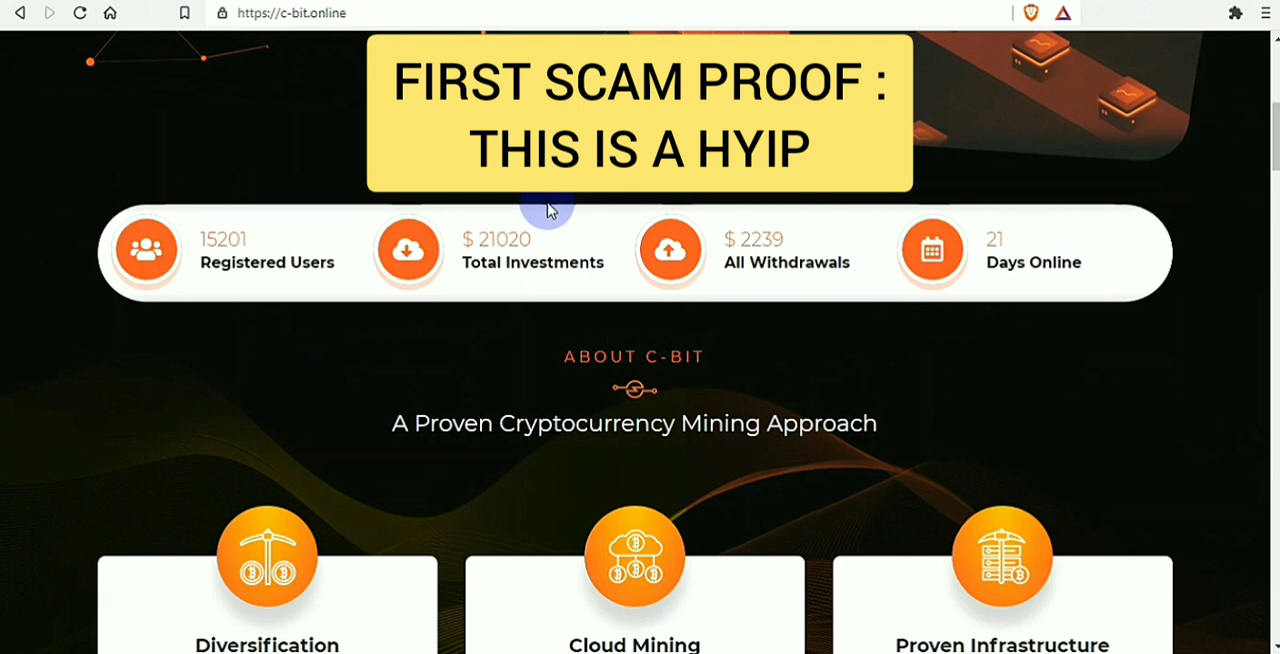 https://c-bit.online
FIRST SCAM PROOF :
THIS IS A HYIP
15201
Registered Users
$ 21020
Total Investments
$ 2239
All Withdrawals
21
Days Online
ABOUT C-BIT
A Proven Cryptocurrency Mining Approach
Diversification
Cloud Mining
Proven Infrastructure